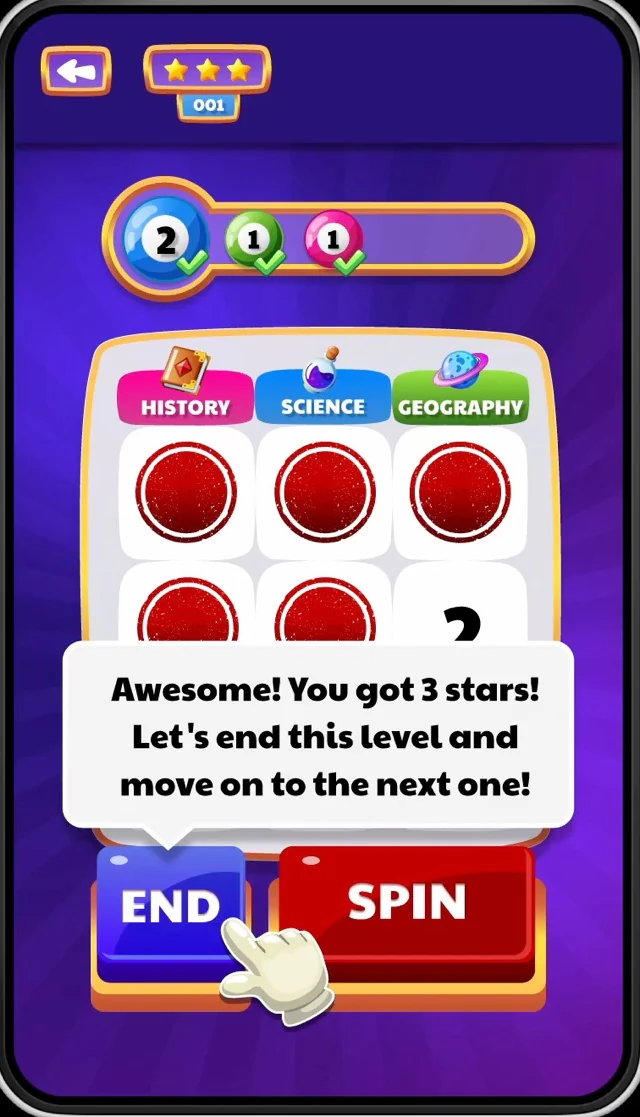 001
2 1 1
HISTORY SCIENCE GEOGRAPHY
2
Awesome! You got 3 stars!
Let's end this level and
move on to the next one!
END SPIN